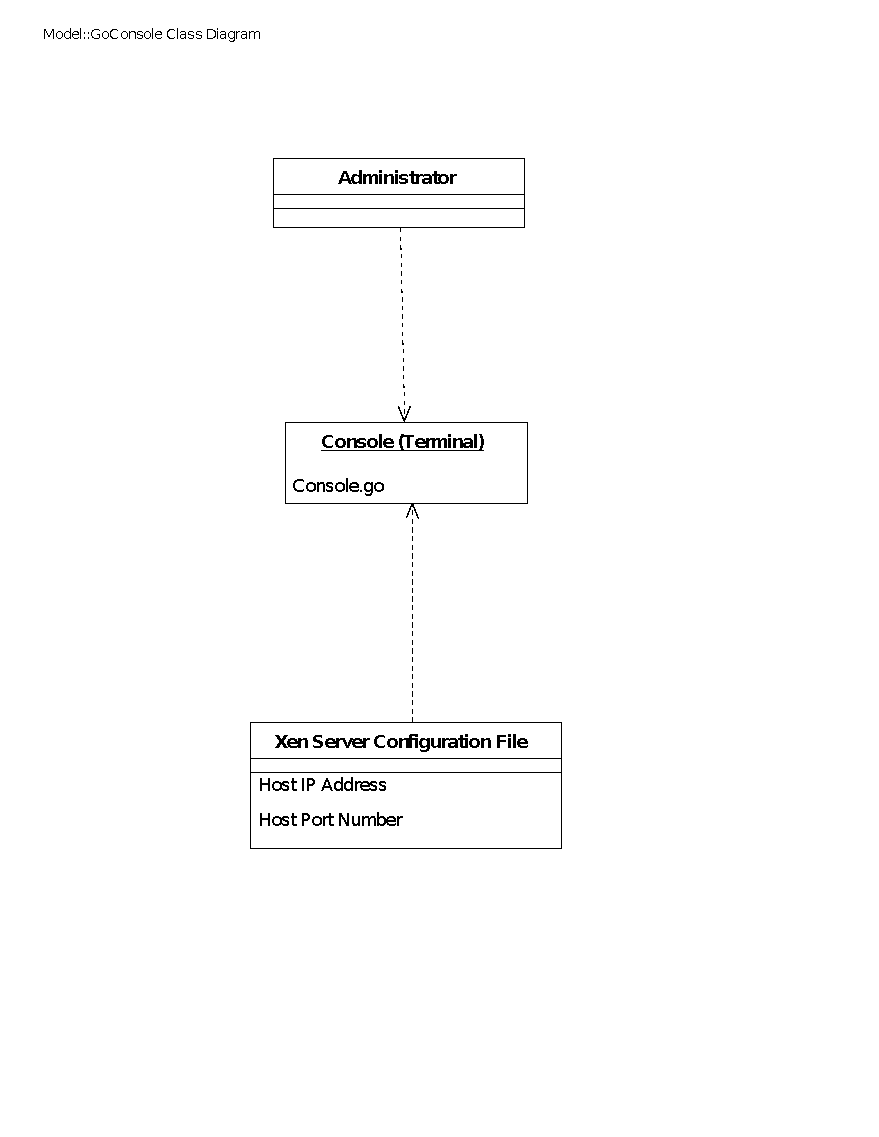 Model::GoConsole Class Diagram
Administrator
Console (Terminal)
Console.go
Xen Server Configuration File
Host IP Address
Host Port Number